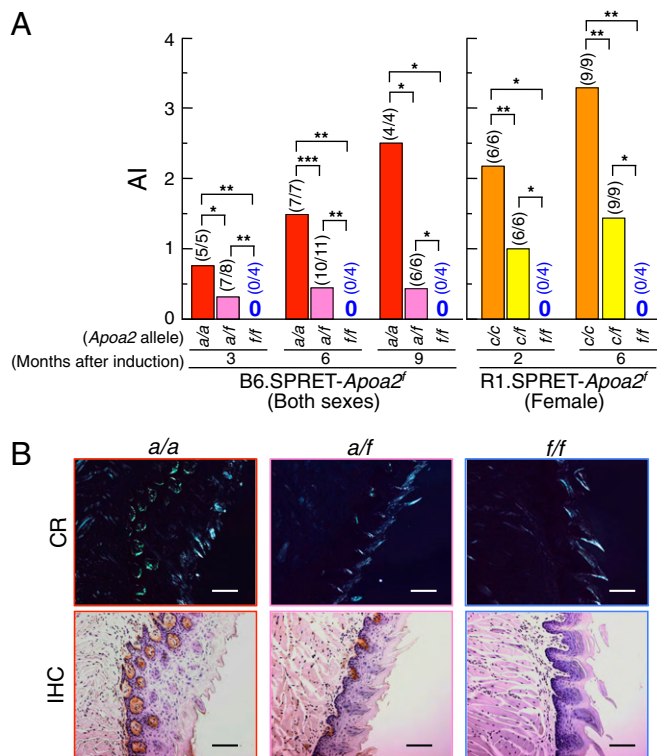 A
AI
4
3
2
1
0
** * ** ** *** ** * * * * ** * ** ** *
(5/5) (7/8) (0/4) (7/7) (10/11) (0/4) (4/4) (6/6) (0/4) (6/6) (6/6) (0/4) (9/9) (9/9) (0/4)
0 0 0 0 0
(Apoa2 allele) a/a a/f f/f a/a a/f f/f a/a a/f f/f c/c c/f f/f c/c c/f f/f
(Months after induction) 3 6 9 2 6
B6.SPRET-Apoa2f R1.SPRET-Apoa2f
(Both sexes) (Female)
B
a/a a/f f/f
CR
IHC